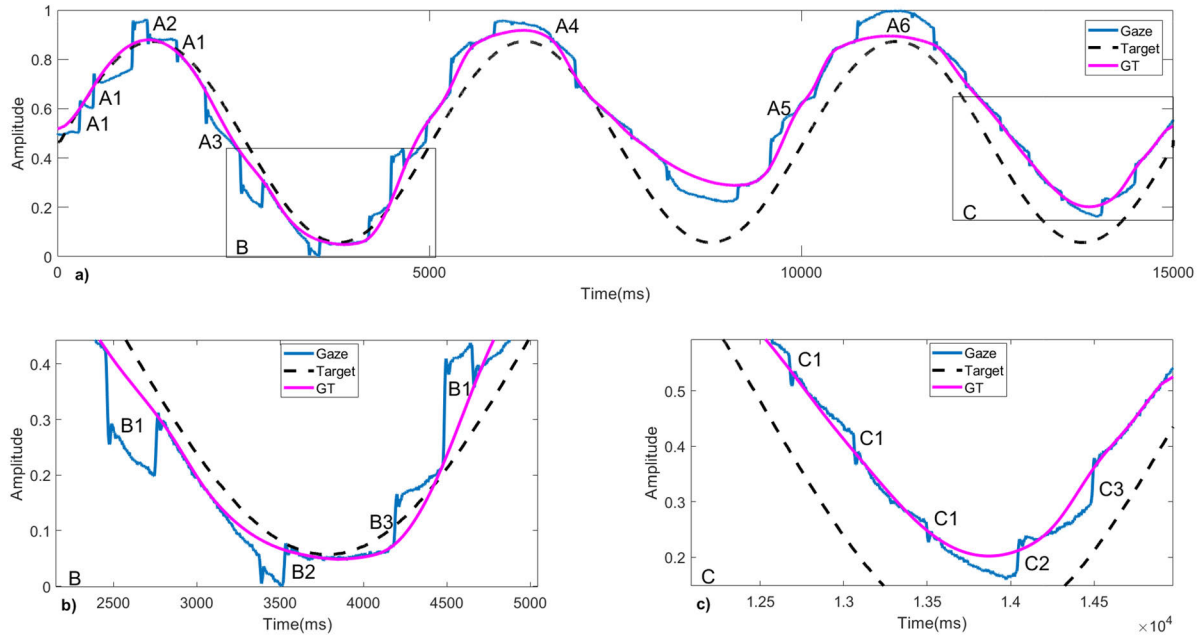 1
0.8
0.6
0.4
0.2
0
Amplitude
A1
A1
A2
A1
A3
A4
A5
A6
B
C
Gaze
Target
GT
0
5000
10000
15000
a)
Time(ms)
0.4
0.3
0.2
0.1
0
Amplitude
B1
B2
B3
B1
Gaze
Target
GT
B
2500
3000
3500
4000
4500
5000
b)
Time(ms)
0.5
0.4
0.3
0.2
Amplitude
C1
C1
C1
C2
C3
Gaze
Target
GT
C
1.25
1.3
1.35
1.4
1.45
×10⁴
c)
Time(ms)